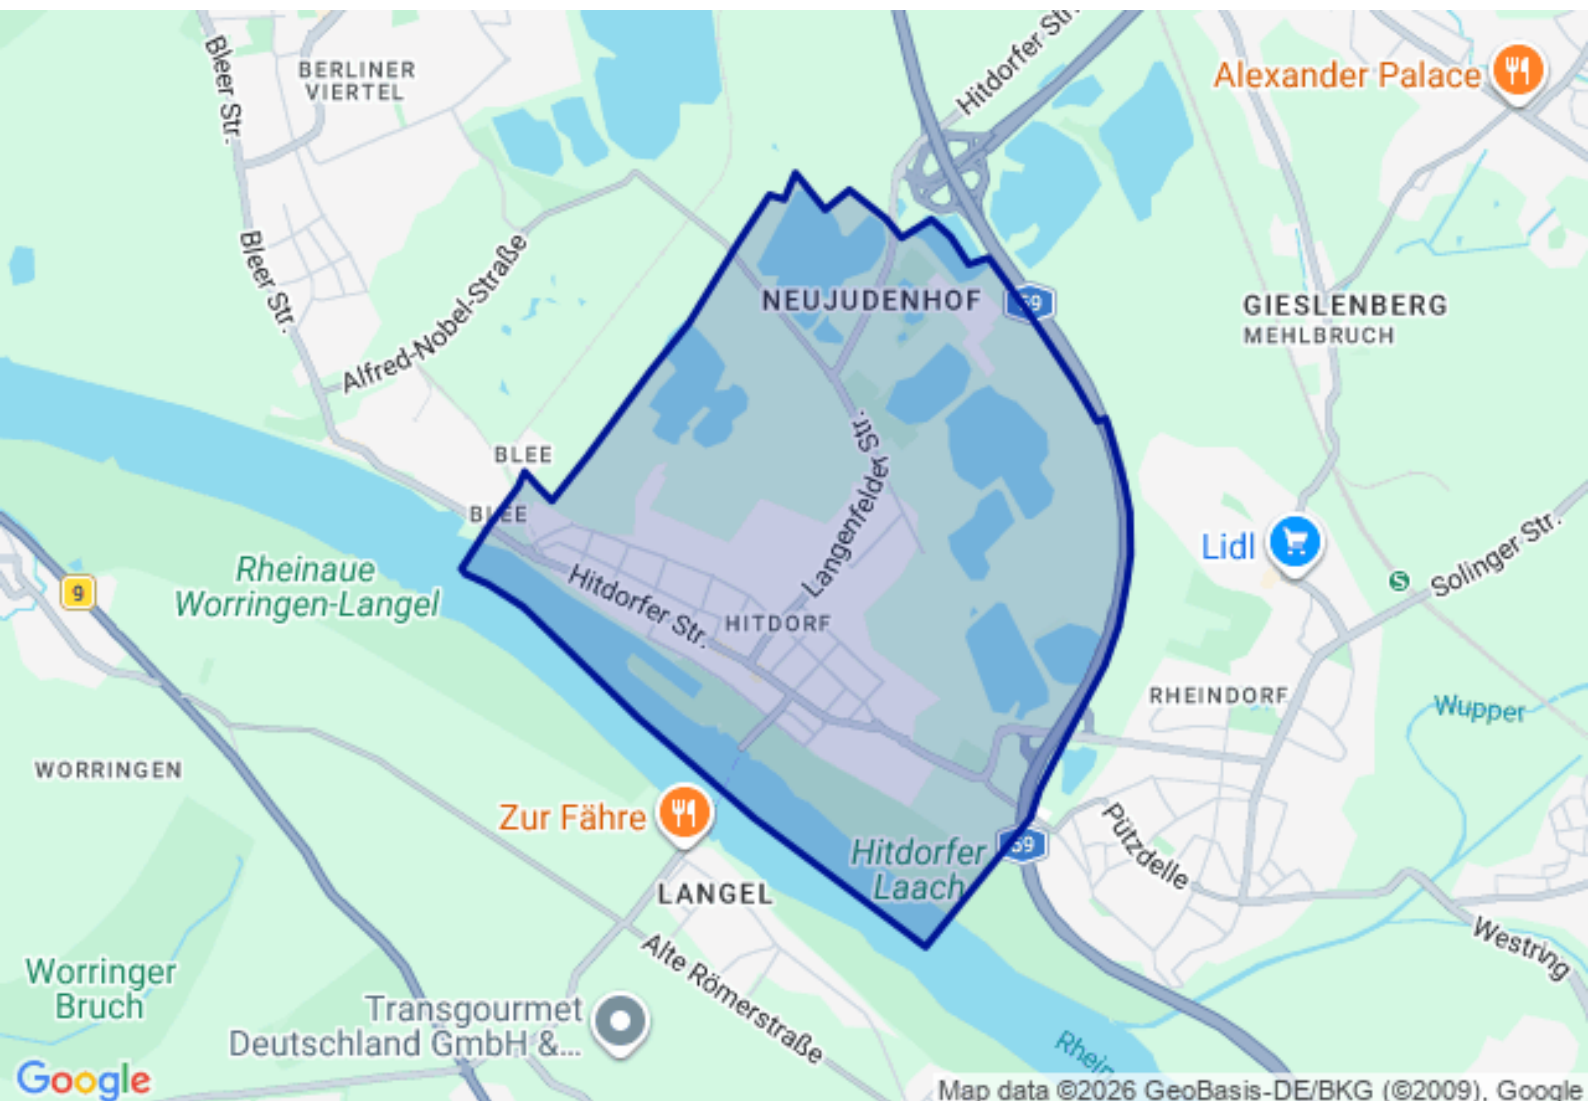 Bleer Str.
BERLINER
VIERTEL
Hitdorfer Str.
Alexander Palace
Bleer Str.
Alfred-Nobel-Straße
NEUJUDENHOF
59
GIESLENBERG
MEHLBRUCH
BLEE
BLEE
Langenfelder Str.
Lidl
S
Solinger Str.
Rheinaue
Worringen-Langel
9
Hitdorfer Str.
HITDORF
RHEINDORF
Wupper
WORRINGEN
Zur Fähre
Hitdorfer
Laach
59
Pützdelle
LANGEL
Westring
Alte Römerstraße
Worringer
Bruch
Transgourmet
Deutschland GmbH &...
Rhein
Google
Map data ©2026 GeoBasis-DE/BKG (©2009), Google